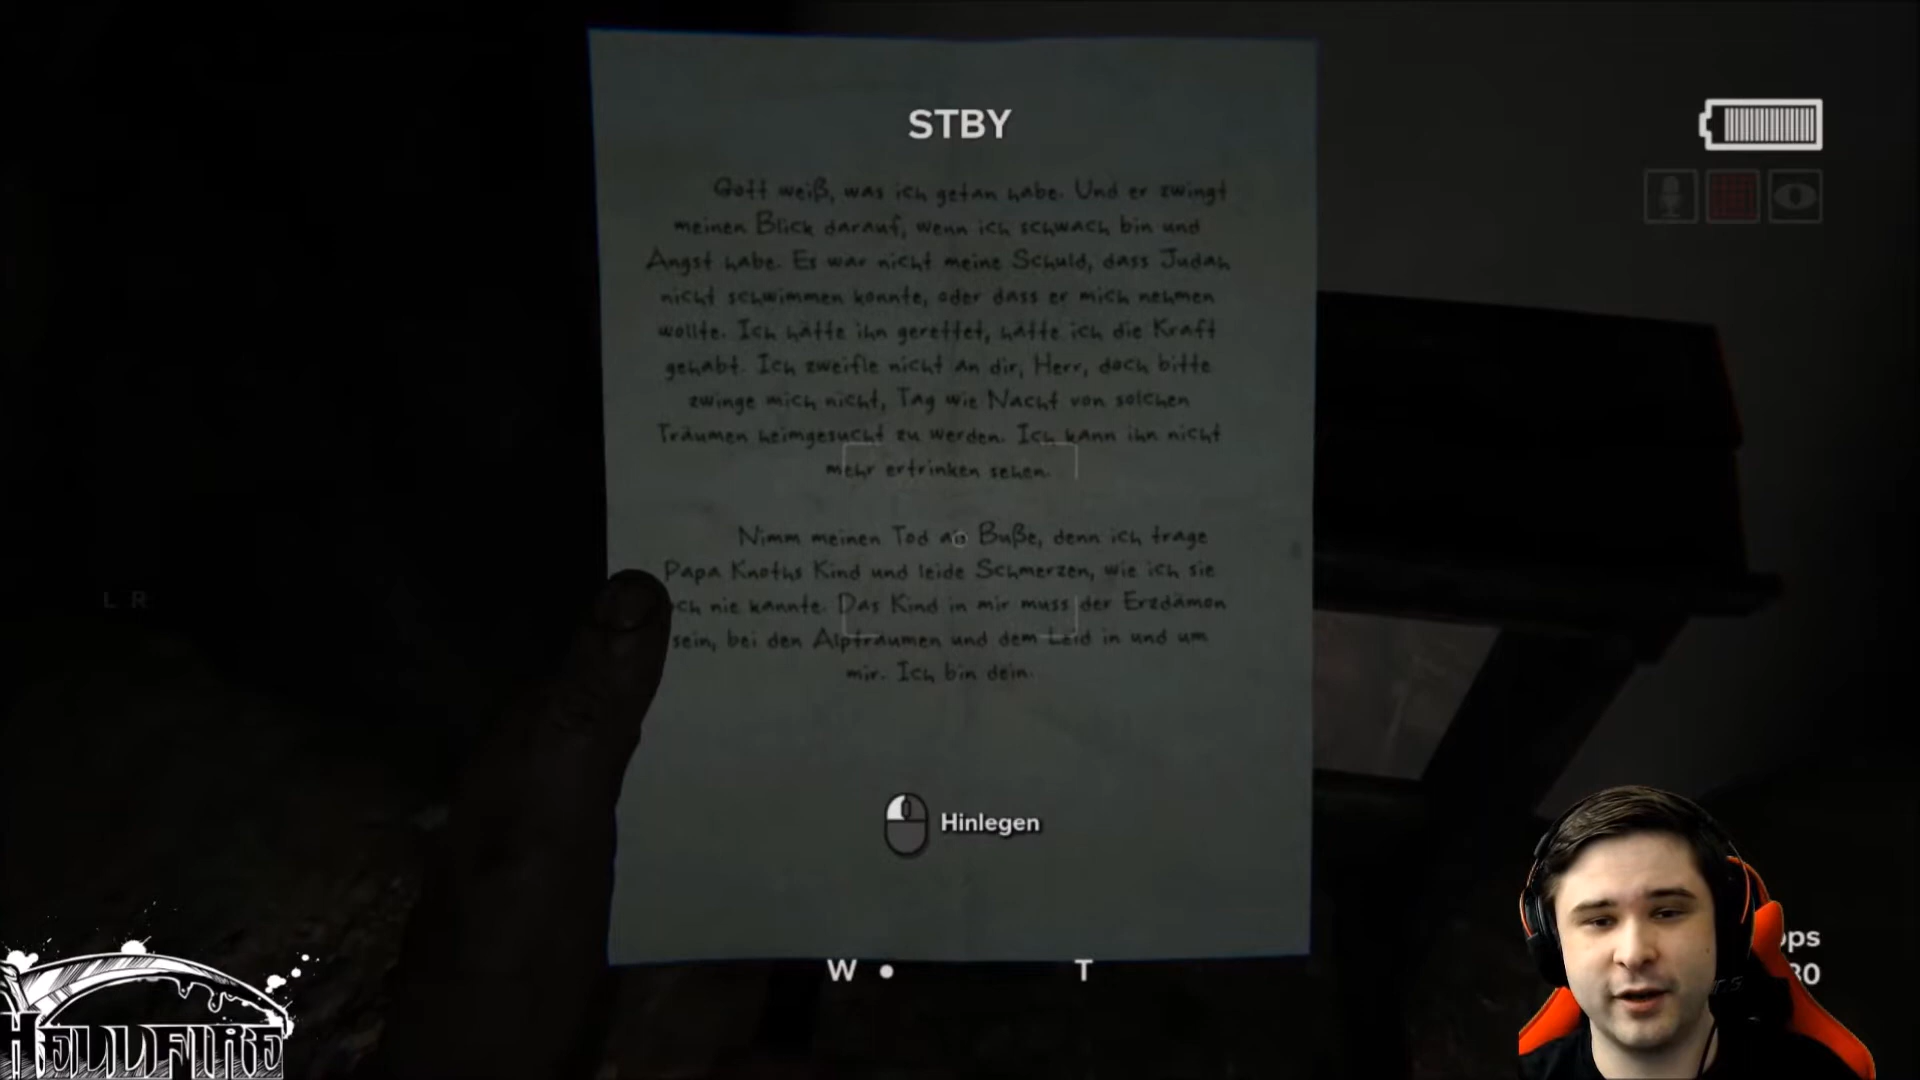 STBY
Gott weiß, was ich getan habe. Und er zwingt
meinen Blick darauf, wenn ich schwach bin und
Angst habe. Es war nicht meine Schuld, dass Judah
nicht schwimmen konnte, oder dass er mich nehmen
wollte. Ich hätte ihn gerettet, hätte ich die Kraft
gehabt. Ich zweifle nicht an dir, Herr, doch bitte
zwinge mich nicht, Tag wie Nacht von solchen
Träumen heimgesucht zu werden. Ich kann ihn nicht
mehr ertrinken sehen.
Nimm meinen Tod als Buße, denn ich trage
Papa Knoths Kind und leide Schmerzen, wie ich sie
ch nie kannte. Das Kind in mir muss der Erzdämon
sein, bei den Alpträumen und dem Leid in und um
mir. Ich bin dein.
Hinlegen
L R
W T
ps
30
HELLFIRE